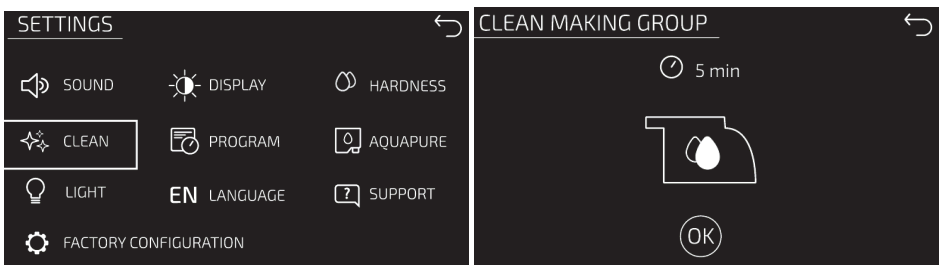 SETTINGS
SOUND DISPLAY HARDNESS
CLEAN PROGRAM AQUAPURE
LIGHT EN LANGUAGE ? SUPPORT
FACTORY CONFIGURATION
CLEAN MAKING GROUP
5 min
OK